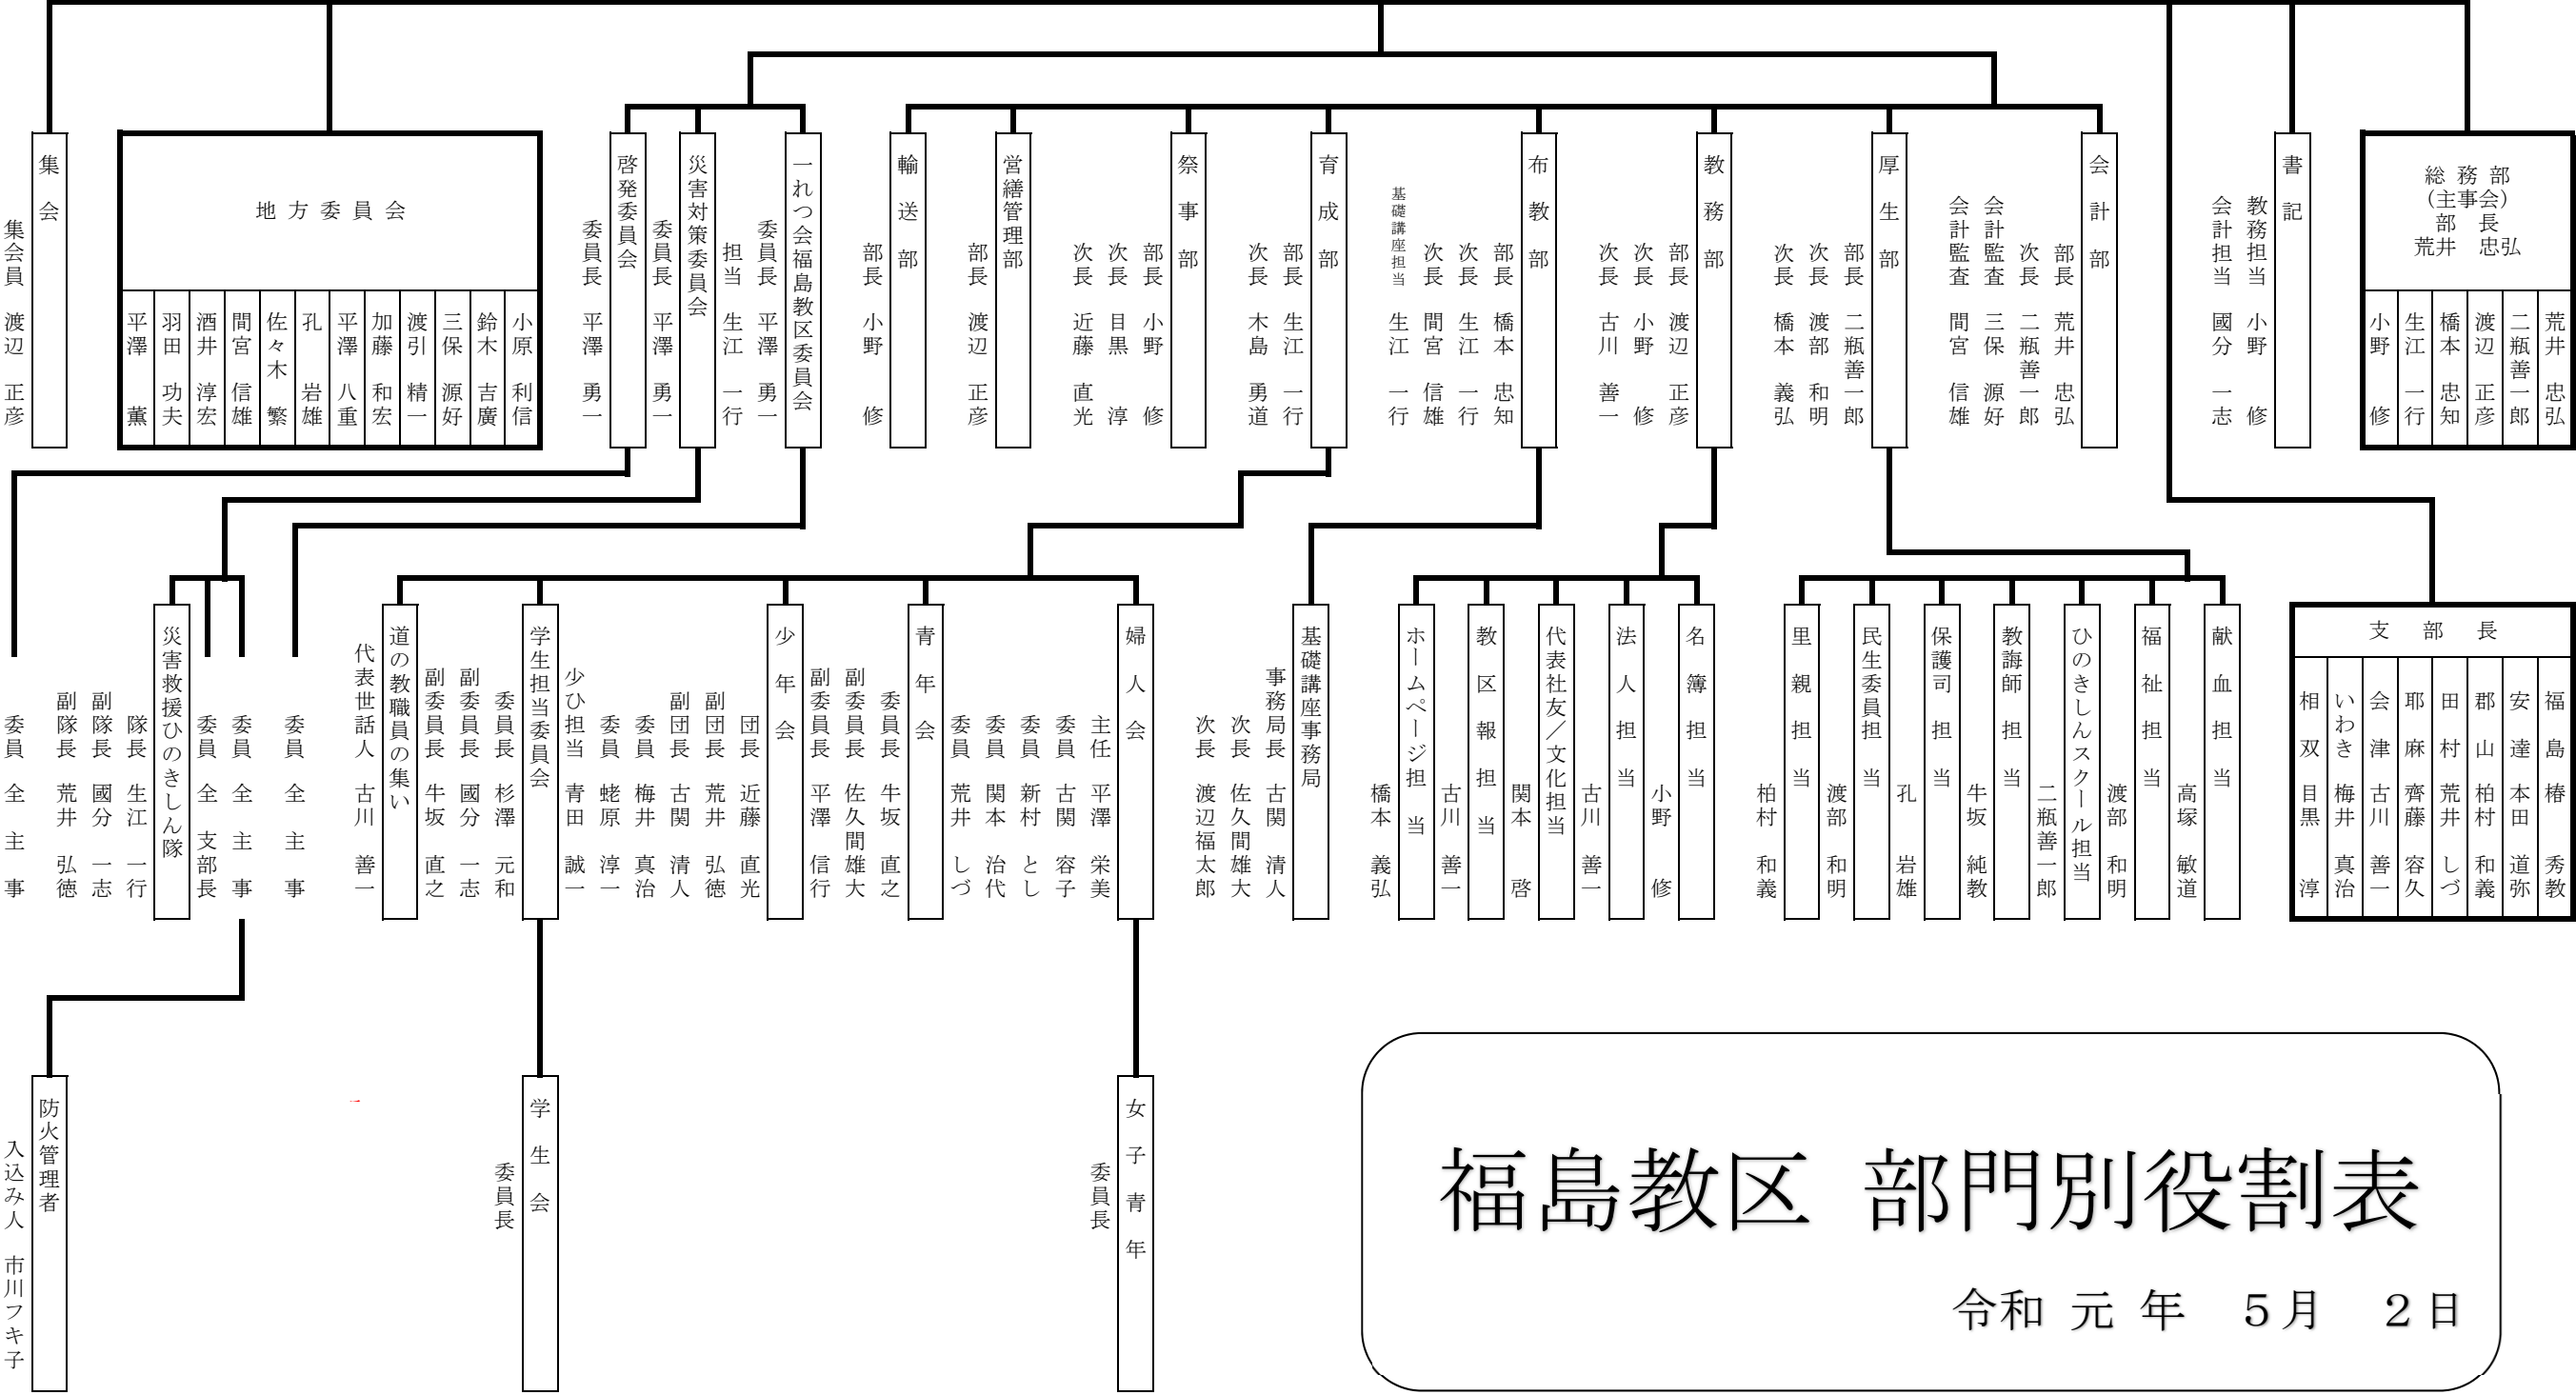 総務部
（主事会）
部　長
荒井　忠弘
荒井　忠弘
二瓶善一郎
渡辺　正彦
橋本　忠知
生江　一行
小野　修
書記
教務担当　小野　修
会計担当　國分　一志
会計部
部長　荒井　忠弘
次長　二瓶善一郎
会計監査　三保　源好
会計監査　間宮　信雄
厚生部
部長　二瓶善一郎
次長　渡部　和明
次長　橋本　義弘
教務部
部長　渡辺　正彦
次長　小野　修
次長　古川　善一
布教部
部長　橋本　忠知
次長　生江　一行
次長　間宮　信雄
基礎講座担当　生江　一行
育成部
部長　生江　一行
次長　木島　勇道
祭事部
部長　小野　修
次長　目黒　淳
次長　近藤　直光
営繕管理部
部長　渡辺　正彦
輸送部
部長　小野　修
一れつ会福島教区委員会
委員長　平澤　勇一
担当　生江　一行
災害対策委員会
委員長　平澤　勇一
啓発委員会
委員長　平澤　勇一
地方委員会
小原　利信
鈴木　吉廣
三保　源好
渡引　精一
加藤　和宏
平澤　八重
孔　岩雄
佐々木　繁
間宮　信雄
酒井　淳宏
羽田　功夫
平澤　薫
集会
集会員　渡辺　正彦
支部長
福島　椿　秀教
安達　本田　道弥
郡山　柏村　和義
田村　荒井　しづ
耶麻　齊藤　容久
会津　古川　善一
いわき　梅井　真治
相双　目黒　淳
献血担当
高塚　敏道
福祉担当
渡部　和明
ひのきしんスクール担当
二瓶善一郎
教誨師担当
牛坂　純教
保護司担当
孔　岩雄
民生委員担当
渡部　和明
里親担当
柏村　和義
名簿担当
小野　修
法人担当
古川　善一
代表社友／文化担当
関本　啓
教区報担当
古川　善一
ホームページ担当
橋本　義弘
基礎講座事務局
事務局長　古関　清人
次長　佐久間雄大
次長　渡辺福太郎
婦人会
主任　平澤　栄美
委員　古関　容子
委員　新村　とし
委員　関本　治代
委員　荒井　しづ
青年会
委員長　牛坂　直之
副委員長　佐久間雄大
副委員長　平澤　信行
少年会
団長　近藤　直光
副団長　荒井　弘徳
副団長　古関　清人
委員　梅井　真治
委員　蛯原　淳一
少ひ担当　青田　誠一
学生担当委員会
委員長　杉澤　元和
副委員長　國分　一志
副委員長　牛坂　直之
道の教職員の集い
代表世話人　古川　善一
委員　全主事
委員　全主事
委員　全支部長
災害救援ひのきしん隊
隊長　生江　一行
副隊長　國分　一志
副隊長　荒井　弘徳
委員　全主事
女子青年
委員長
学生会
委員長
防火管理者
入込み人　市川フキ子
福島教区　部門別役割表
令和　元　年　５月　２日